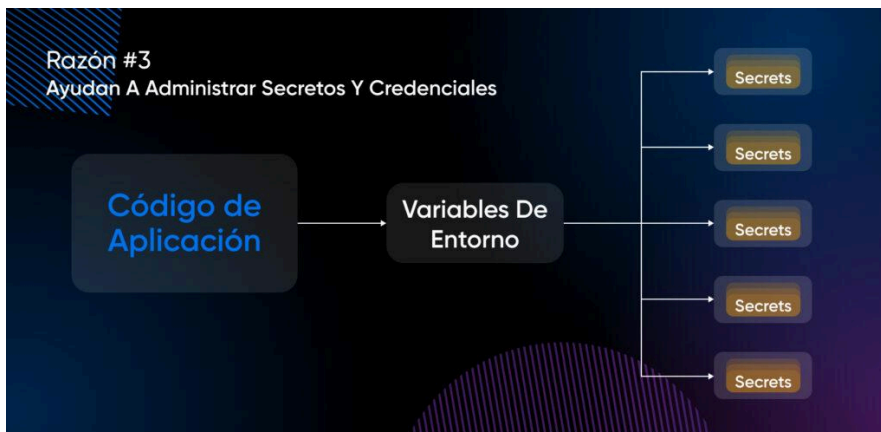 Razón #3
Ayudan A Administrar Secretos Y Credenciales
Código de
Aplicación
Variables De
Entorno
Secrets
Secrets
Secrets
Secrets
Secrets